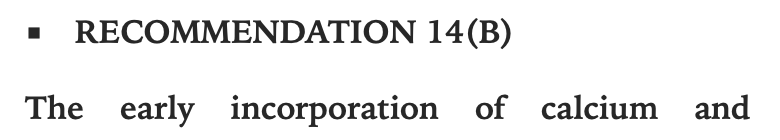 ▪ RECOMMENDATION 14(B)
The early incorporation of calcium and